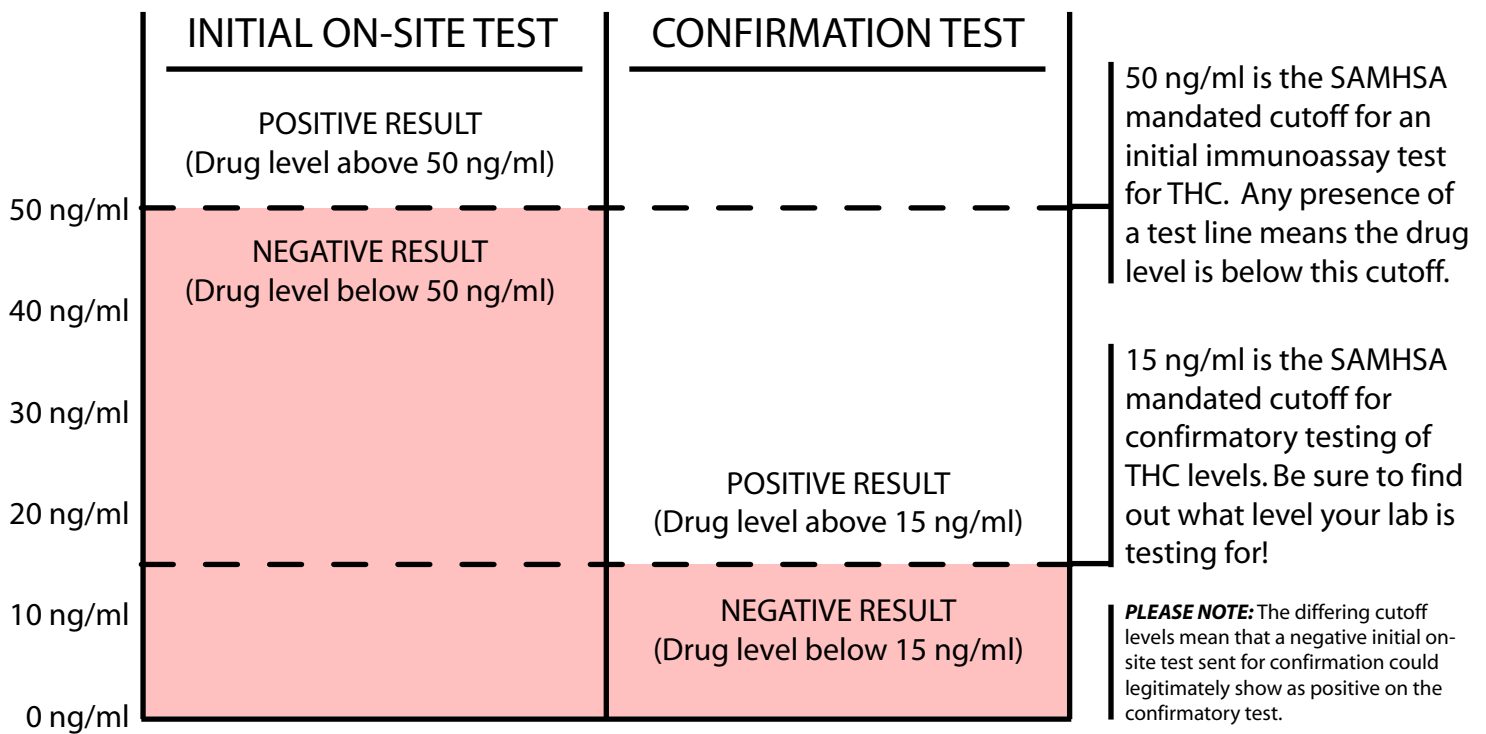 INITIAL ON-SITE TEST
CONFIRMATION TEST
POSITIVE RESULT
(Drug level above 50 ng/ml)
NEGATIVE RESULT
(Drug level below 50 ng/ml)
POSITIVE RESULT
(Drug level above 15 ng/ml)
NEGATIVE RESULT
(Drug level below 15 ng/ml)
50 ng/ml
40 ng/ml
30 ng/ml
20 ng/ml
10 ng/ml
0 ng/ml
50 ng/ml is the SAMHSA
mandated cutoff for an
initial immunoassay test
for THC.  Any presence of
a test line means the drug
level is below this cutoff.
15 ng/ml is the SAMHSA
mandated cutoff for
confirmatory testing of
THC levels. Be sure to find
out what level your lab is
testing for!
PLEASE NOTE: The differing cutoff
levels mean that a negative initial on-
site test sent for confirmation could
legitimately show as positive on the
confirmatory test.